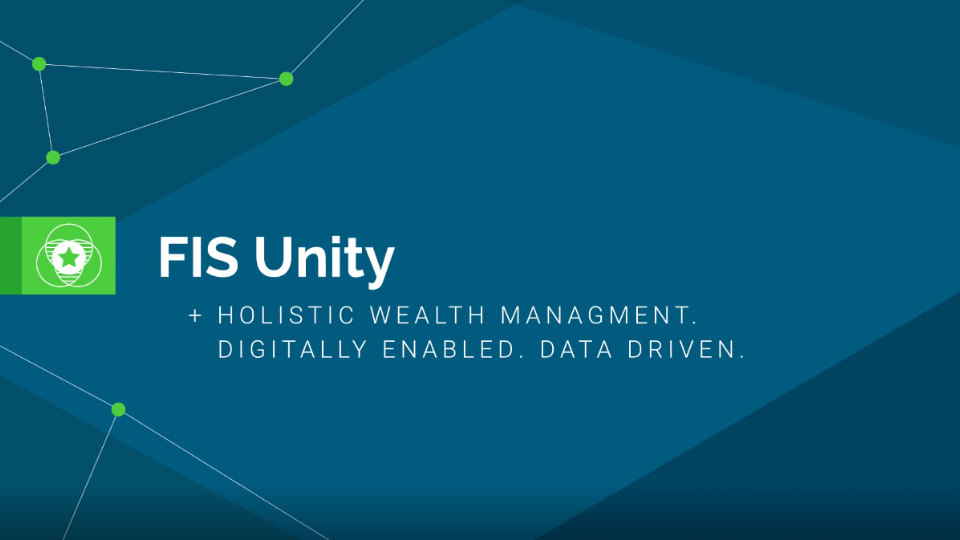 FIS Unity
+ HOLISTIC WEALTH MANAGMENT.
DIGITALLY ENABLED. DATA DRIVEN.